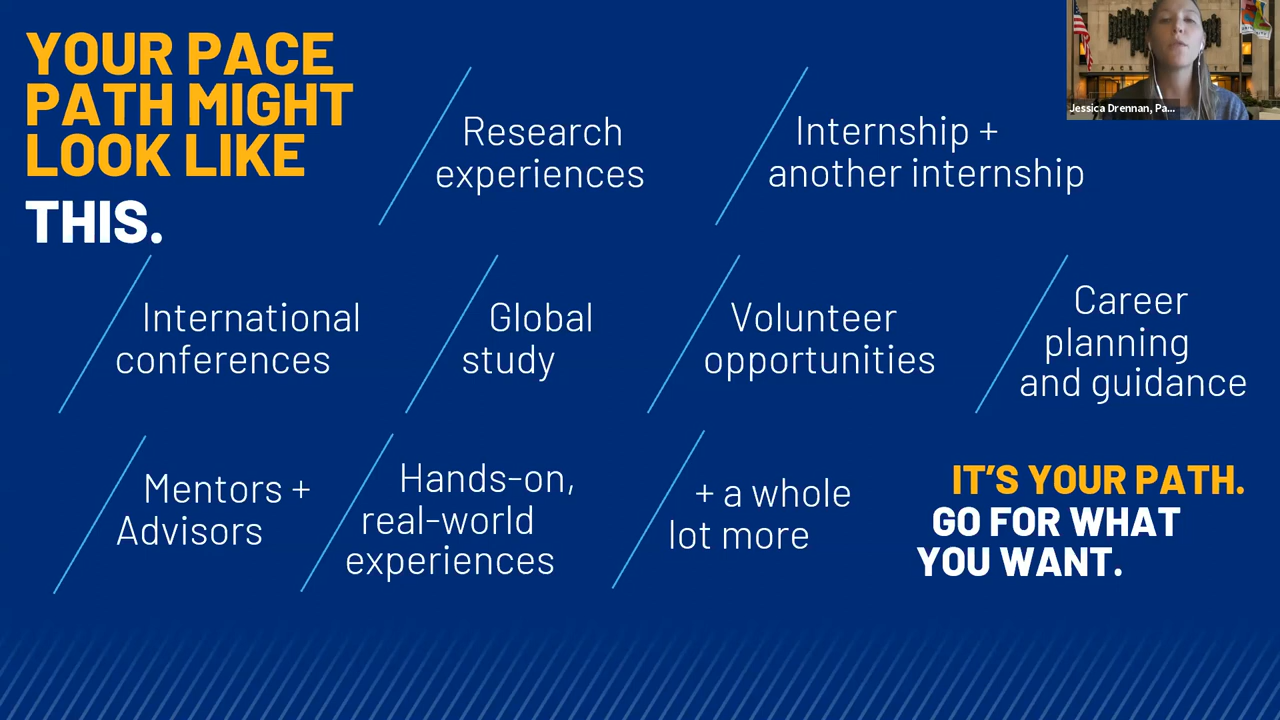 YOUR PACE
PATH MIGHT
LOOK LIKE
THIS.
Research
experiences
Internship +
another internship
Jessica Drennan, Pa...
International
conferences
Global
study
Volunteer
opportunities
Career
planning
and guidance
Mentors +
Advisors
Hands-on,
real-world
experiences
+ a whole
lot more
IT’S YOUR PATH.
GO FOR WHAT
YOU WANT.